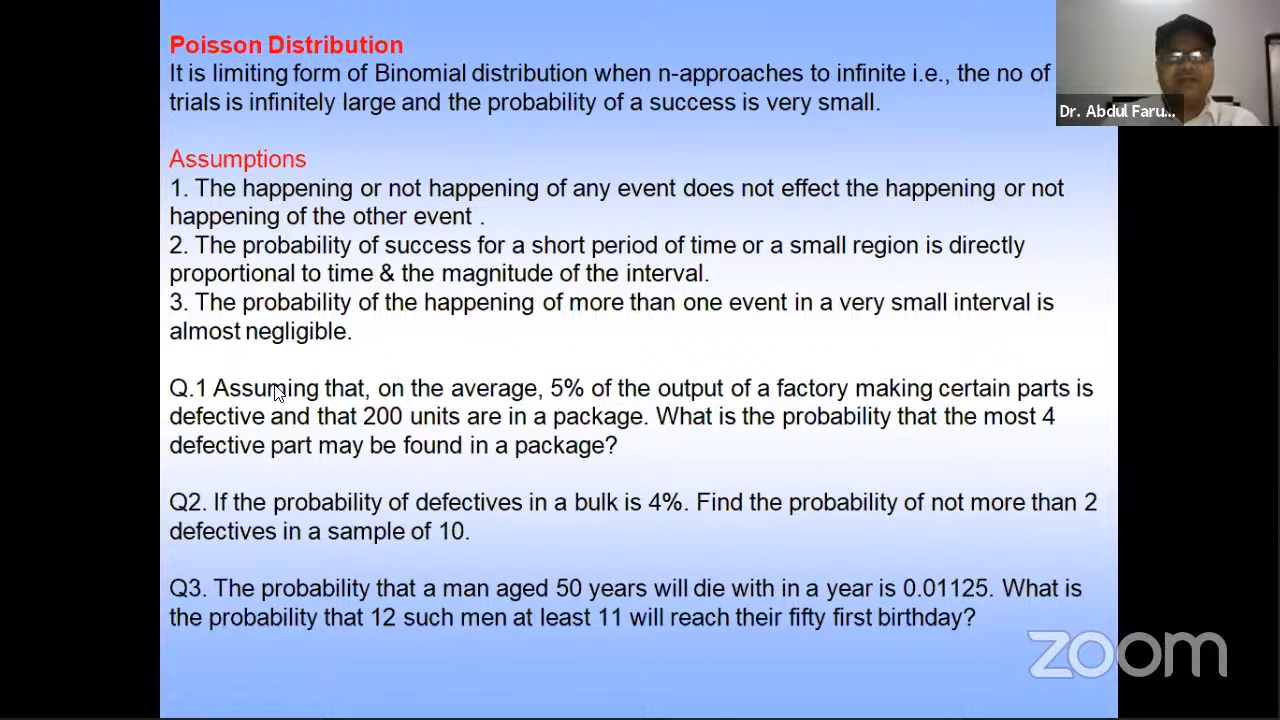 Poisson Distribution
It is limiting form of Binomial distribution when n-approaches to infinite i.e., the no of
trials is infinitely large and the probability of a success is very small.
Dr. Abdul Faru...
Assumptions
1. The happening or not happening of any event does not effect the happening or not
happening of the other event .
2. The probability of success for a short period of time or a small region is directly
proportional to time & the magnitude of the interval.
3. The probability of the happening of more than one event in a very small interval is
almost negligible.
Q.1 Assuming that, on the average, 5% of the output of a factory making certain parts is
defective and that 200 units are in a package. What is the probability that the most 4
defective part may be found in a package?
Q2. If the probability of defectives in a bulk is 4%. Find the probability of not more than 2
defectives in a sample of 10.
Q3. The probability that a man aged 50 years will die with in a year is 0.01125. What is
the probability that 12 such men at least 11 will reach their fifty first birthday?
zoom